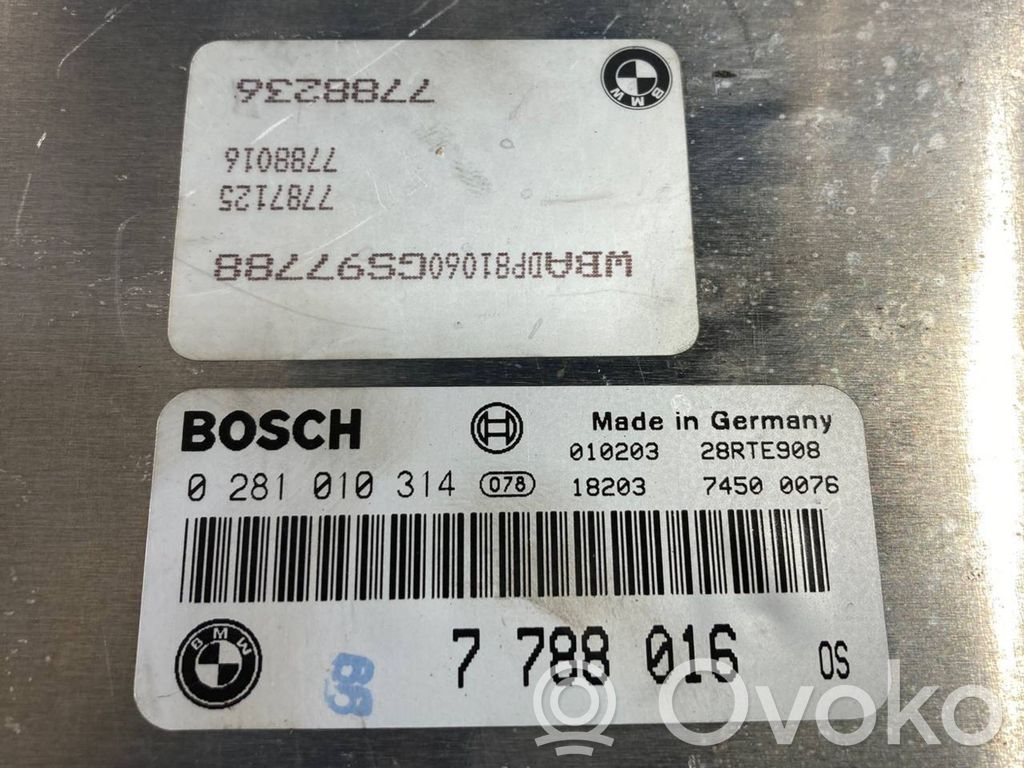 BMW
7788236
7788016
7787125
WBADP81060GS97788
BOSCH
Made in Germany
010203 28RTE908
0 281 010 314 078 18203 7450 0076
BMW
88 7 788 016 OS
Ovoko